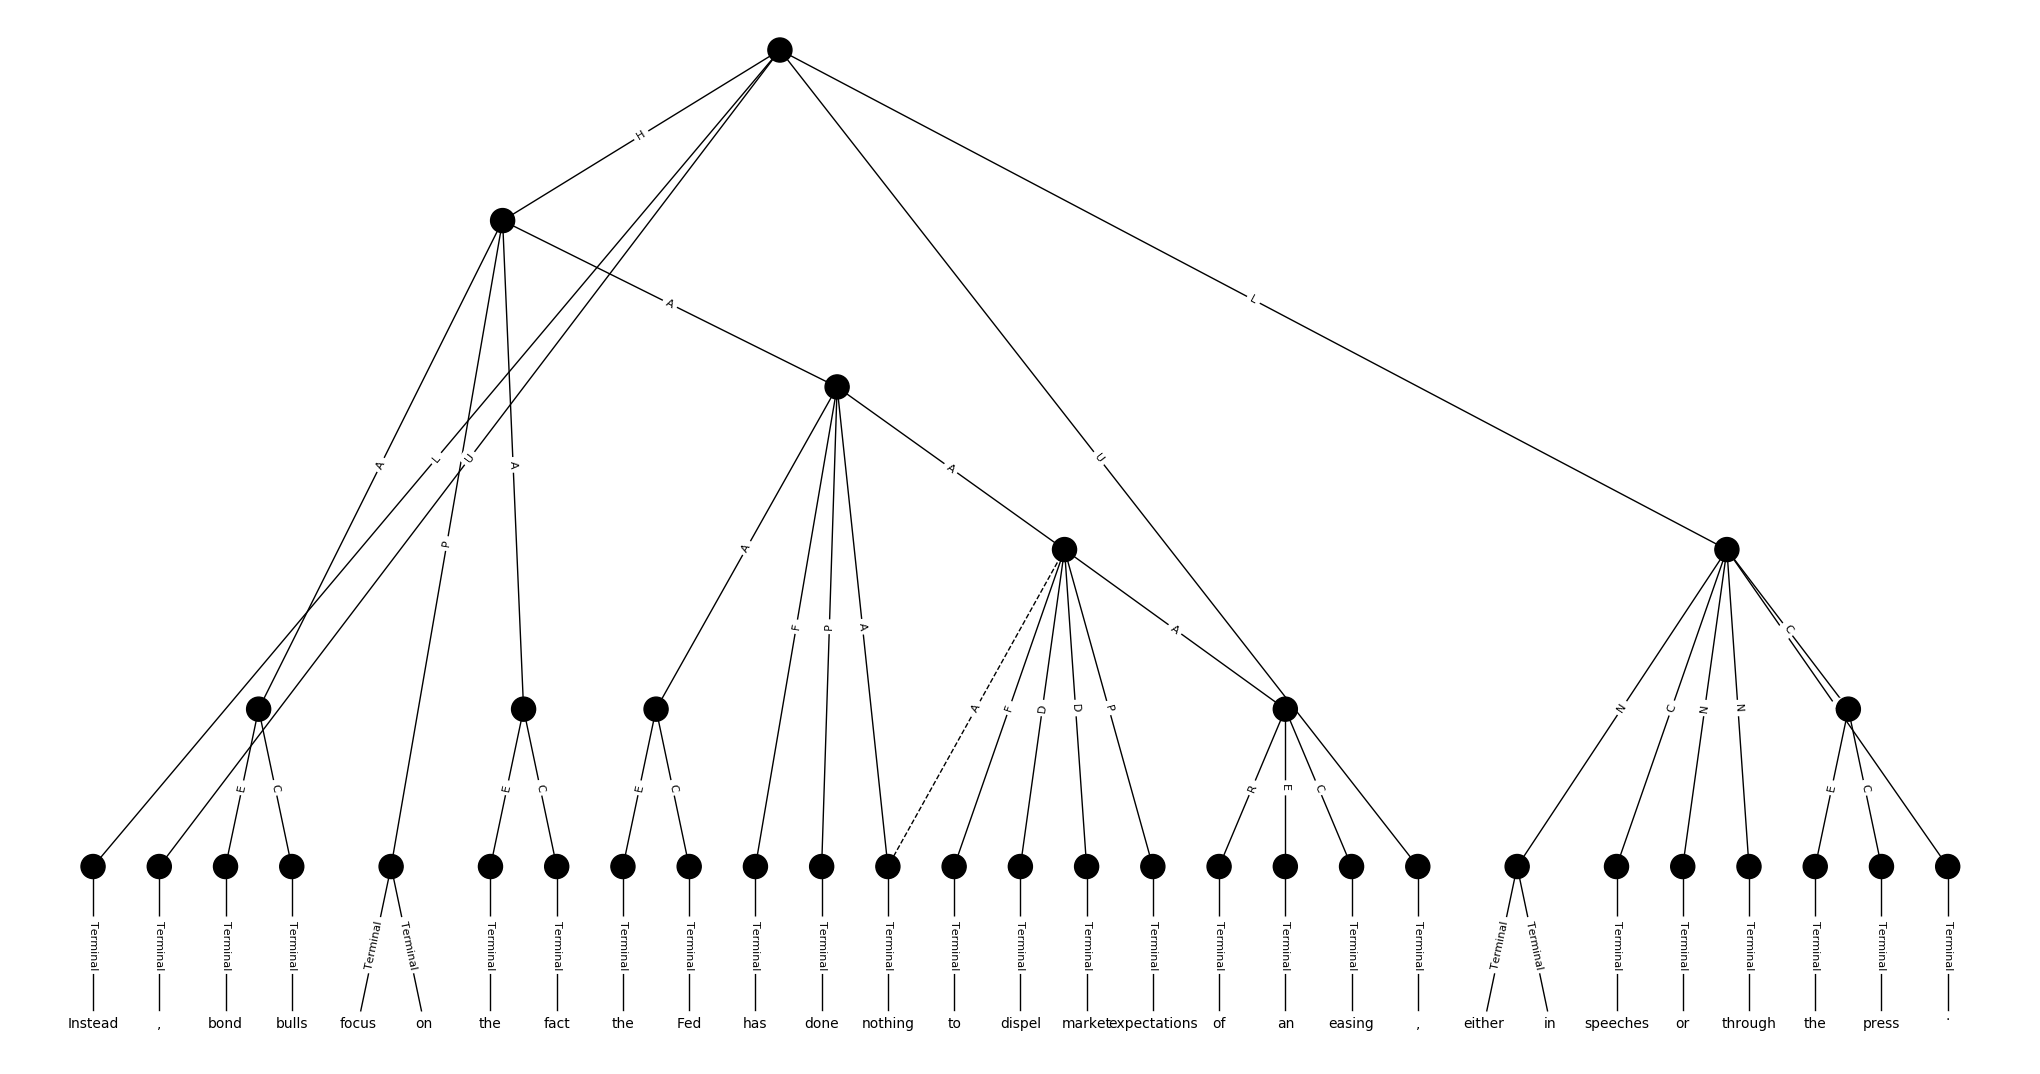 H
L
A
A
L
U
A
A
U
A
P
A
F
P
A
A
C
A
F
D
D
P
N
C
N
N
E
C
E
C
E
C
R
E
C
E
C
Terminal Terminal Terminal Terminal Terminal Terminal Terminal Terminal Terminal Terminal Terminal Terminal Terminal Terminal Terminal Terminal Terminal Terminal Terminal Terminal Terminal Terminal Terminal Terminal Terminal Terminal Terminal Terminal Terminal
Instead , bond bulls focus on the fact the Fed has done nothing to dispel market expectations of an easing , either in speeches or through the press .